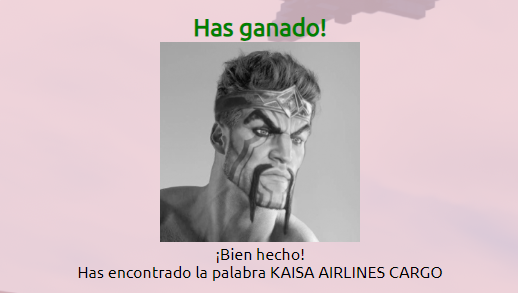 Has ganado!
¡Bien hecho!
Has encontrado la palabra KAISA AIRLINES CARGO